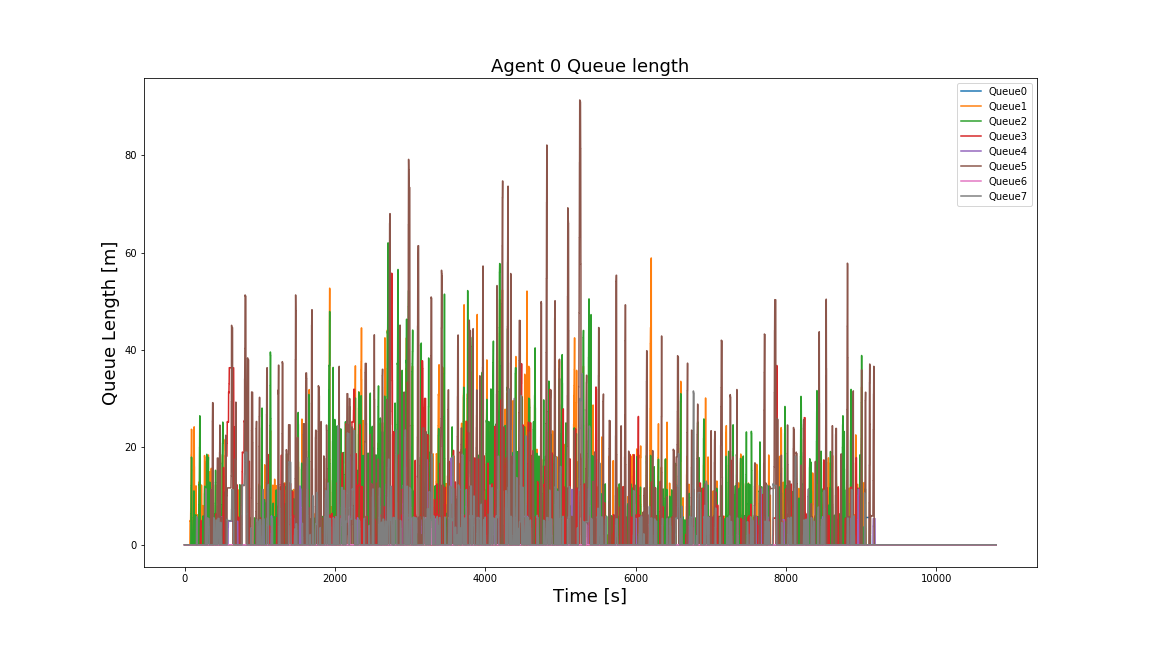 Agent 0 Queue length
Queue0
Queue1
Queue2
Queue3
Queue4
Queue5
Queue6
Queue7
Queue Length [m]
80
60
40
20
0
0 2000 4000 6000 8000 10000
Time [s]